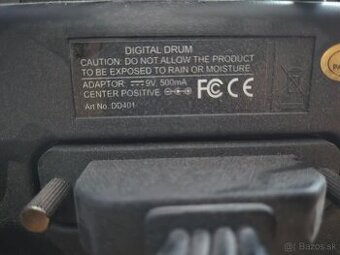 DIGITAL DRUM
CAUTION: DO NOT ALLOW THE PRODUCT
TO BE EXPOSED TO RAIN OR MOISTURE.
ADAPTOR 9V 500mA
CENTER POSITIVE
FC CE
Art No.:DD401
Bazos.sk